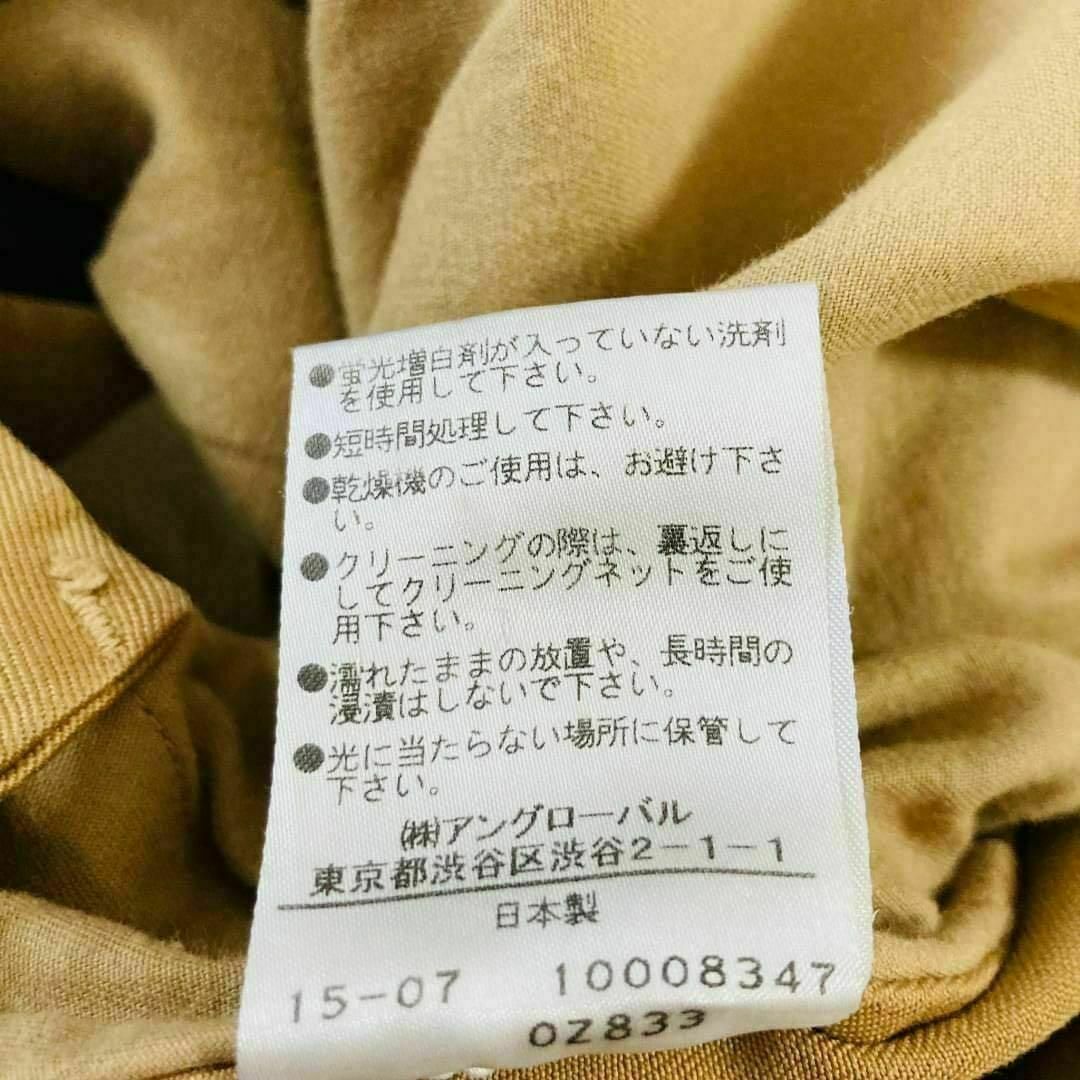 ●蛍光増白剤が入っていない洗剤
を使用して下さい。
●短時間処理して下さい。
●乾燥機のご使用は、お避け下さ
い。
●クリーニングの際は、裏返しに
してクリーニングネットをご使
用下さい。
●濡れたままの放置や、長時間の
浸漬はしないで下さい。
●光に当たらない場所に保管して
下さい。
㈱アングローバル
東京都渋谷区渋谷2-1-1
日本製
15-07 10008347
02833